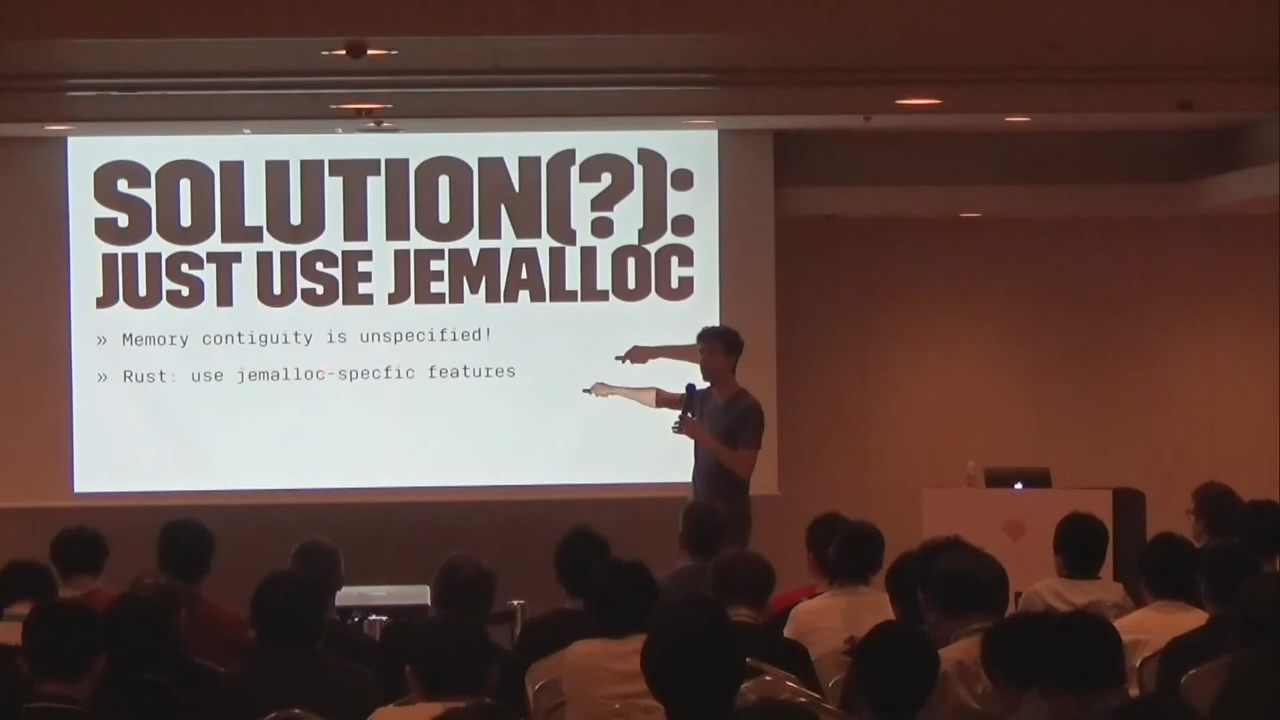 SOLUTION(?):
JUST USE JEMALLOC
» Memory contiguity is unspecified!
» Rust: use jemalloc-specfic features